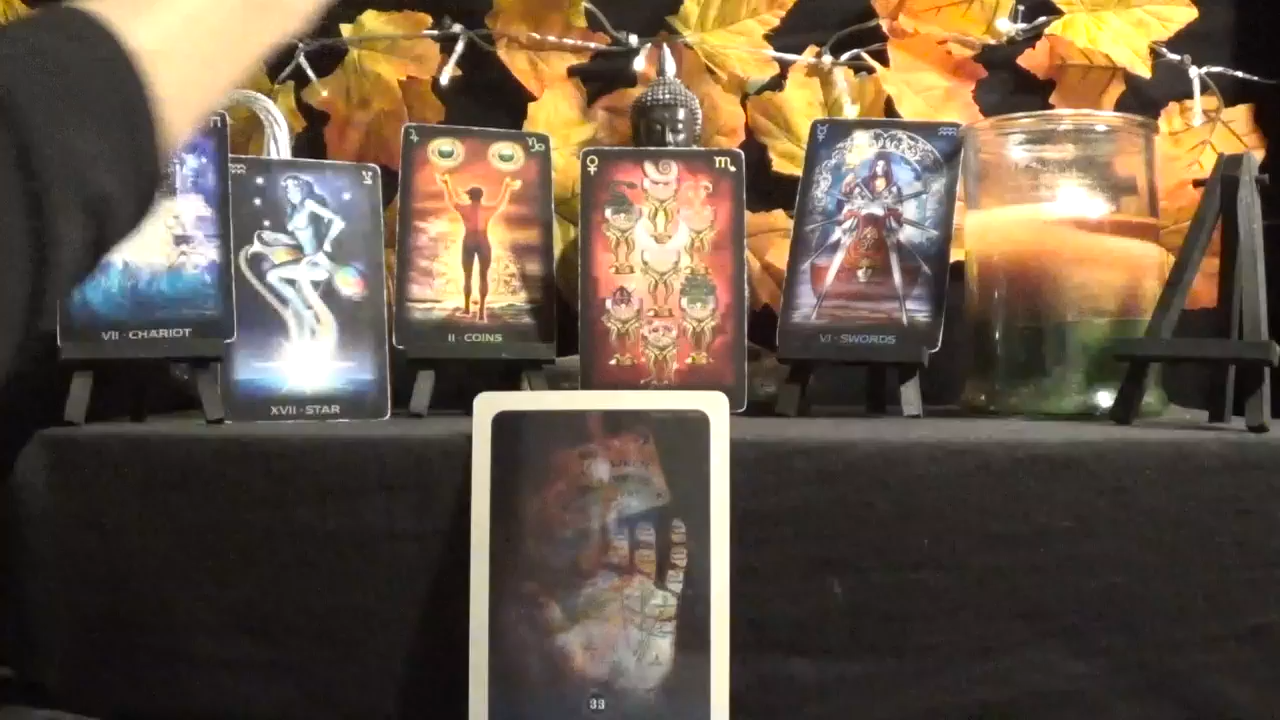 VII · CHARIOT
XVII · STAR
II · COINS
VI · SWORDS
33